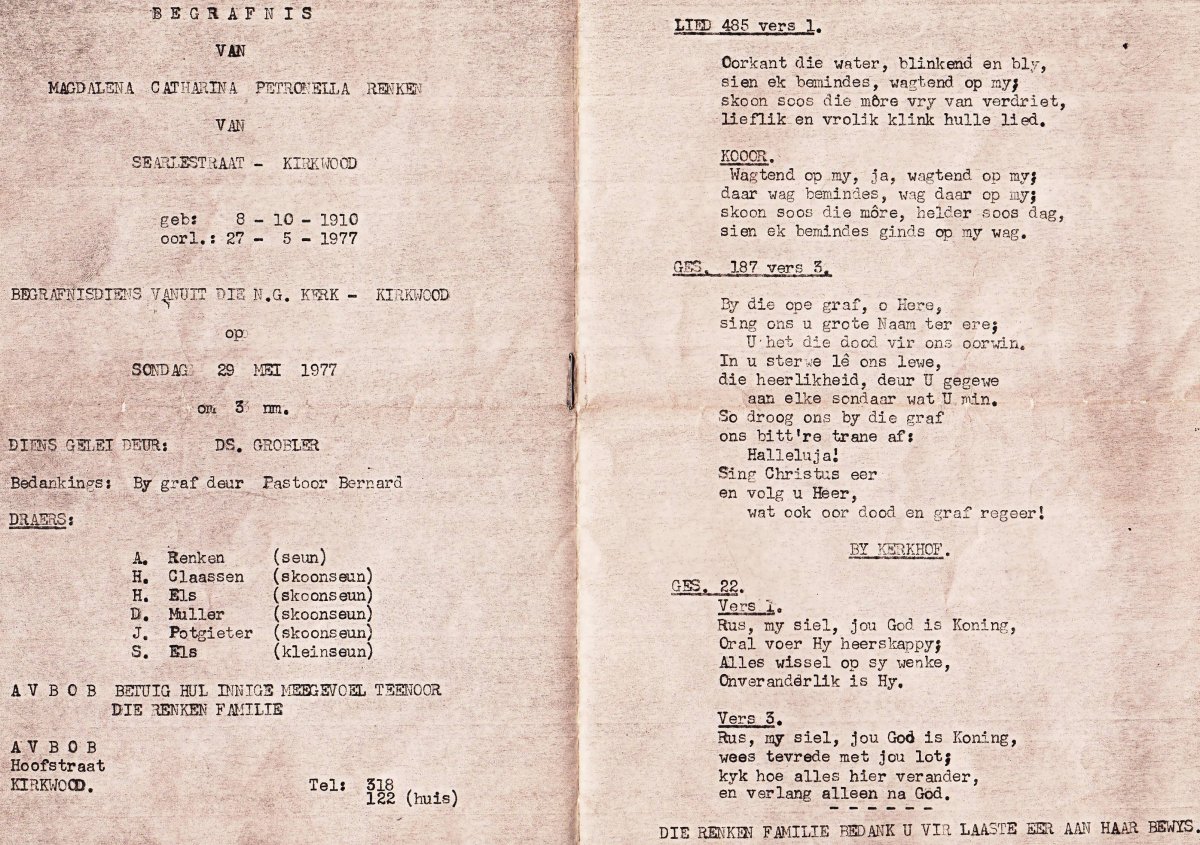 B E G R A F N I S
VAN
MAGDALENA CATHARINA PETRONELLA RENKEN
VAN
SEARLESTRAAT - KIRKWOOD
geb: 8 - 10 - 1910
oorl.: 27 - 5 - 1977
BEGRAFNISDIENS VANUIT DIE N.G. KERK - KIRKWOOD
op
SONDAG 29 MEI 1977
om 3 nm.
DIENS GELEI DEUR: DS. GROBLER
Bedankings: By graf deur Pastoor Bernard
DRAERS:
A. Renken (seun)
H. Claassen (skoonseun)
H. Els (skoonseun)
D. Muller (skoonseun)
J. Potgieter (skoonseun)
S. Els (kleinseun)
A V B O B BETUIG HUL INNIGE MEEGEVOEL TEENOOR
DIE RENKEN FAMILIE
A V B O B
Hoofstraat
KIRKWOOD. Tel: 318
122 (huis)
LIED 485 vers 1.
Oorkant die water, blinkend en bly,
sien ek bemindes, wagtend op my;
skoon soos die môre vry van verdriet,
lieflik en vrolik klink hulle lied.
KOOOR.
Wagtend op my, ja, wagtend op my;
daar wag bemindes, wag daar op my;
skoon soos die môre, helder soos dag,
sien ek bemindes ginds op my wag.
GES. 187 vers 3.
By die ope graf, o Here,
sing ons u grote Naam ter ere;
U het die dood vir ons oorwin.
In u sterwe lê ons lewe,
die heerlikheid, deur U gegewe
aan elke sondaar wat U min.
So droog ons by die graf
ons bitt're trane af:
Halleluja!
Sing Christus eer
en volg u Heer,
wat ook oor dood en graf regeer!
BY KERKHOF.
GES. 22.
Vers 1.
Rus, my siel, jou God is Koning,
Oral voer Hy heerskappy;
Alles wissel op sy wenke,
Onveranderlik is Hy.
Vers 3.
Rus, my siel, jou God is Koning,
wees tevrede met jou lot;
kyk hoe alles hier verander,
en verlang alleen na God.
- - - - - -
DIE RENKEN FAMILIE BEDANK U VIR LAASTE EER AAN HAAR BEWYS.